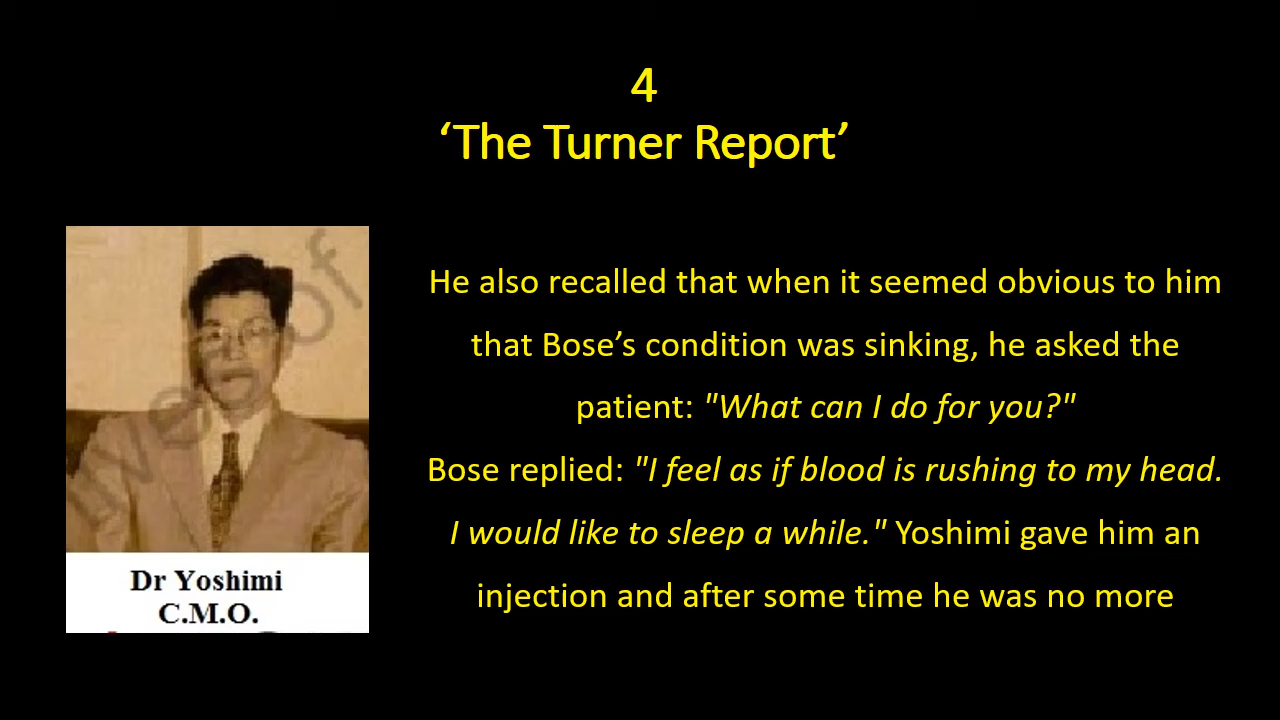 4
‘The Turner Report’
He also recalled that when it seemed obvious to him
that Bose’s condition was sinking, he asked the
patient: "What can I do for you?"
Bose replied: "I feel as if blood is rushing to my head.
I would like to sleep a while." Yoshimi gave him an
injection and after some time he was no more
Dr Yoshimi
C.M.O.
of